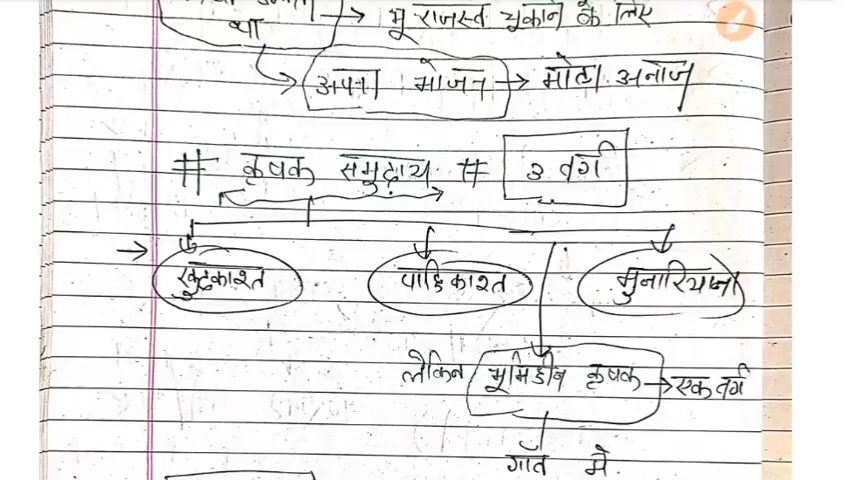 था → भू राजस्व चुकाने के लिए
अपना भोजन → मोटा अनाज
# कृषक समुदाय # 3 वर्ग
→ खुदकाश्त पाहिकाश्त मुजारियाना
लेकिन भूमिहीन कृषक → एक वर्ग
गाँव में